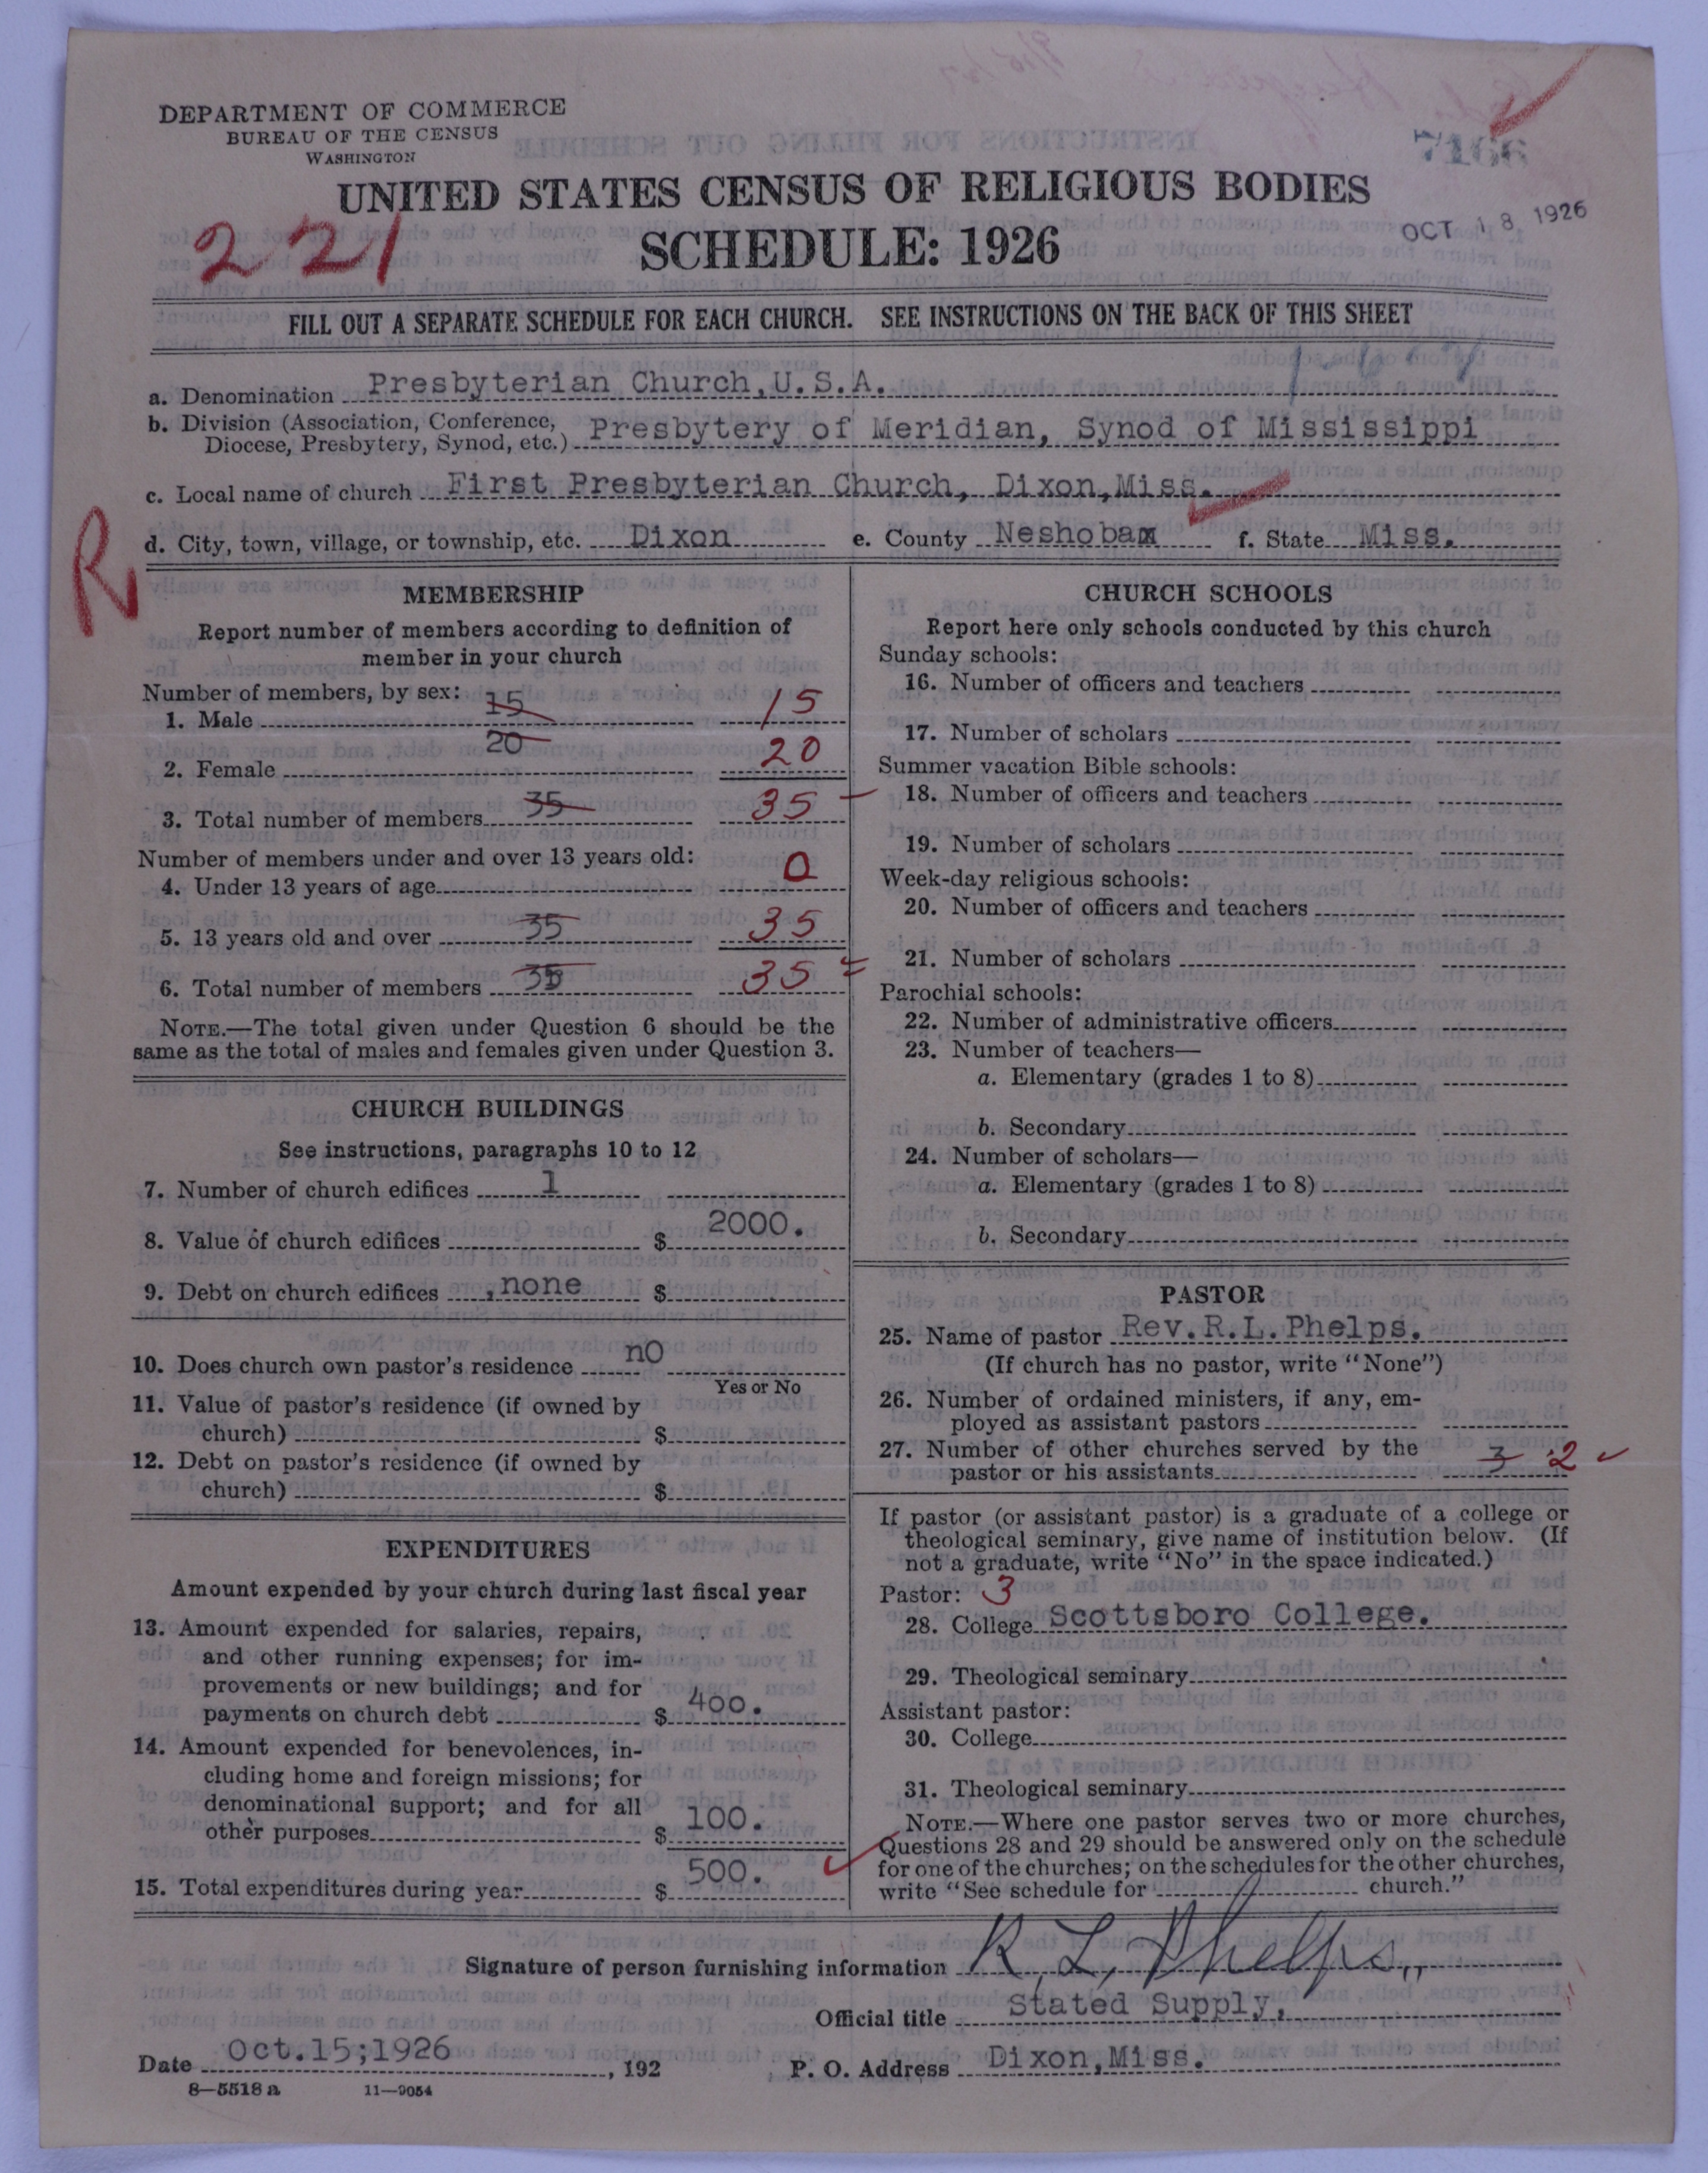 DEPARTMENT OF COMMERCE
BUREAU OF THE CENSUS
WASHINGTON
7166
UNITED STATES CENSUS OF RELIGIOUS BODIES
OCT 18 1926
221
SCHEDULE: 1926
FILL OUT A SEPARATE SCHEDULE FOR EACH CHURCH. SEE INSTRUCTIONS ON THE BACK OF THIS SHEET
a. Denomination Presbyterian Church,U.S.A.
b. Division (Association, Conference,
Diocese, Presbytery, Synod, etc.) Presbytery of Meridian, Synod of Mississippi
c. Local name of church First Presbyterian Church, Dixon,Miss.
R
d. City, town, village, or township, etc. Dixon e. County Neshobax f. State Miss.
MEMBERSHIP
Report number of members according to definition of
member in your church
Number of members, by sex:
1. Male 15 15
2. Female 20 20
3. Total number of members 35 35
Number of members under and over 13 years old:
4. Under 13 years of age 0
5. 13 years old and over 35 35
6. Total number of members 35 35
NOTE.—The total given under Question 6 should be the
same as the total of males and females given under Question 3.
CHURCH BUILDINGS
See instructions, paragraphs 10 to 12
7. Number of church edifices 1
8. Value of church edifices $ 2000.
9. Debt on church edifices ,none $
10. Does church own pastor's residence no
Yes or No
11. Value of pastor's residence (if owned by
church) $
12. Debt on pastor's residence (if owned by
church) $
EXPENDITURES
Amount expended by your church during last fiscal year
13. Amount expended for salaries, repairs,
and other running expenses; for im-
provements or new buildings; and for
payments on church debt $ 400.
14. Amount expended for benevolences, in-
cluding home and foreign missions; for
denominational support; and for all
other purposes $ 100.
15. Total expenditures during year $ 500.
CHURCH SCHOOLS
Report here only schools conducted by this church
Sunday schools:
16. Number of officers and teachers
17. Number of scholars
Summer vacation Bible schools:
18. Number of officers and teachers
19. Number of scholars
Week-day religious schools:
20. Number of officers and teachers
21. Number of scholars
Parochial schools:
22. Number of administrative officers
23. Number of teachers—
a. Elementary (grades 1 to 8)
b. Secondary
24. Number of scholars—
a. Elementary (grades 1 to 8)
b. Secondary
PASTOR
25. Name of pastor Rev.R.L.Phelps.
(If church has no pastor, write "None")
26. Number of ordained ministers, if any, em-
ployed as assistant pastors
27. Number of other churches served by the
pastor or his assistants 3 2
If pastor (or assistant pastor) is a graduate of a college or
theological seminary, give name of institution below. (If
not a graduate, write "No" in the space indicated.)
Pastor: 3
28. College Scottsboro College.
29. Theological seminary
Assistant pastor:
30. College
31. Theological seminary
NOTE.—Where one pastor serves two or more churches,
Questions 28 and 29 should be answered only on the schedule
for one of the churches; on the schedules for the other churches,
write "See schedule for church."
Signature of person furnishing information R. L. Phelps,
Official title Stated Supply,
Date Oct.15;1926, 192 P. O. Address Dixon,Miss.
8—5518 a 11—9054